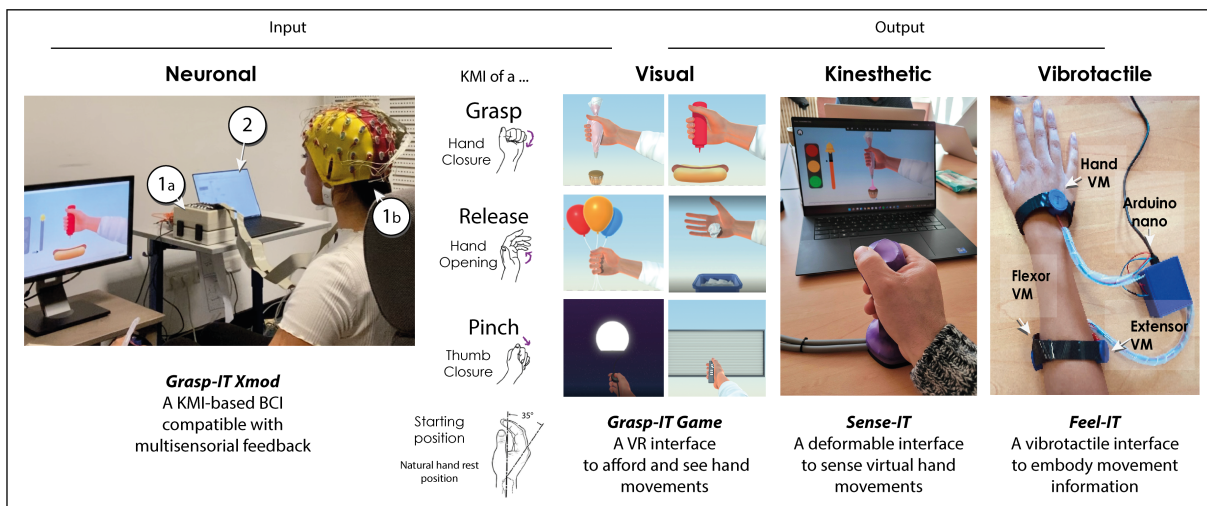 Input
Output
Neuronal
KMI of a ...
Visual
Kinesthetic
Vibrotactile
1a
2
1b
Grasp
Hand
Closure
Release
Hand
Opening
Pinch
Thumb
Closure
Starting
position
35°
Natural hand rest
position
Hand
VM
Arduino
nano
Flexor
VM
Extensor
VM
Grasp-IT Xmod
A KMI-based BCI
compatible with
multisensorial feedback
Grasp-IT Game
A VR interface
to afford and see hand
movements
Sense-IT
A deformable interface
to sense virtual hand
movements
Feel-IT
A vibrotactile interface
to embody movement
information